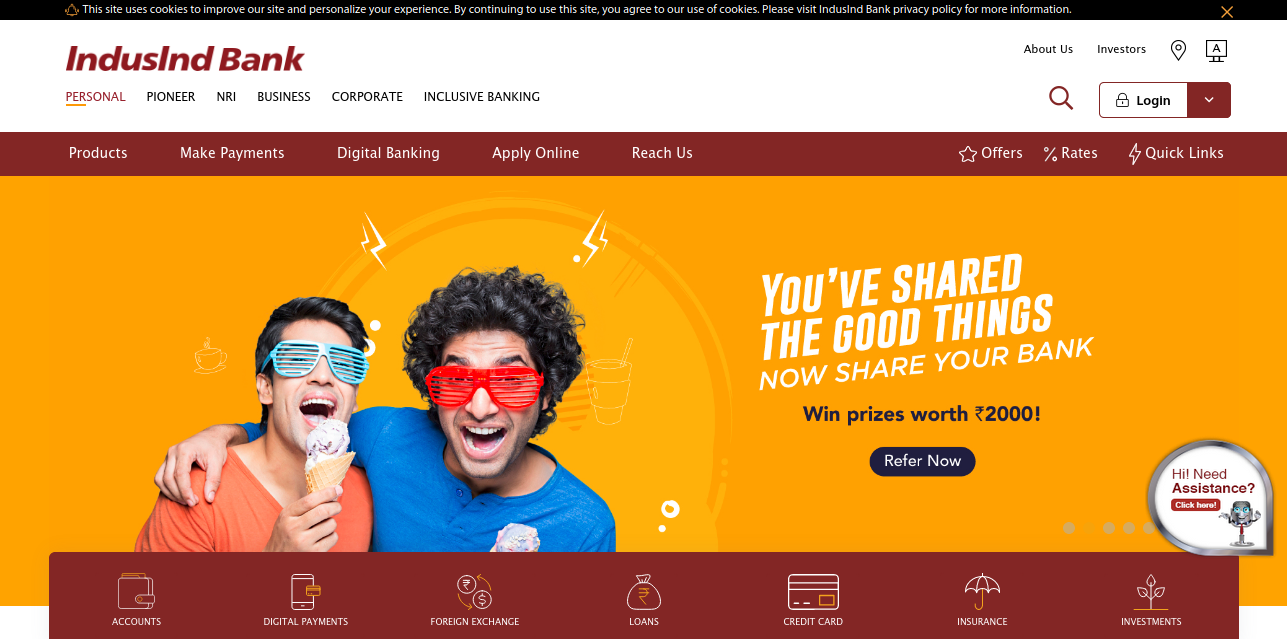 This site uses cookies to improve our site and personalize your experience. By continuing to use this site, you agree to our use of cookies. Please visit IndusInd Bank privacy policy for more information.
IndusInd Bank
About Us
Investors
A
PERSONAL
PIONEER
NRI
BUSINESS
CORPORATE
INCLUSIVE BANKING
Login
Products
Make Payments
Digital Banking
Apply Online
Reach Us
Offers
Rates
Quick Links
YOU'VE SHARED
THE GOOD THINGS
NOW SHARE YOUR BANK
Win prizes worth ₹2000!
Refer Now
Hi! Need
Assistance?
Click here!
ACCOUNTS
DIGITAL PAYMENTS
FOREIGN EXCHANGE
LOANS
CREDIT CARD
INSURANCE
INVESTMENTS